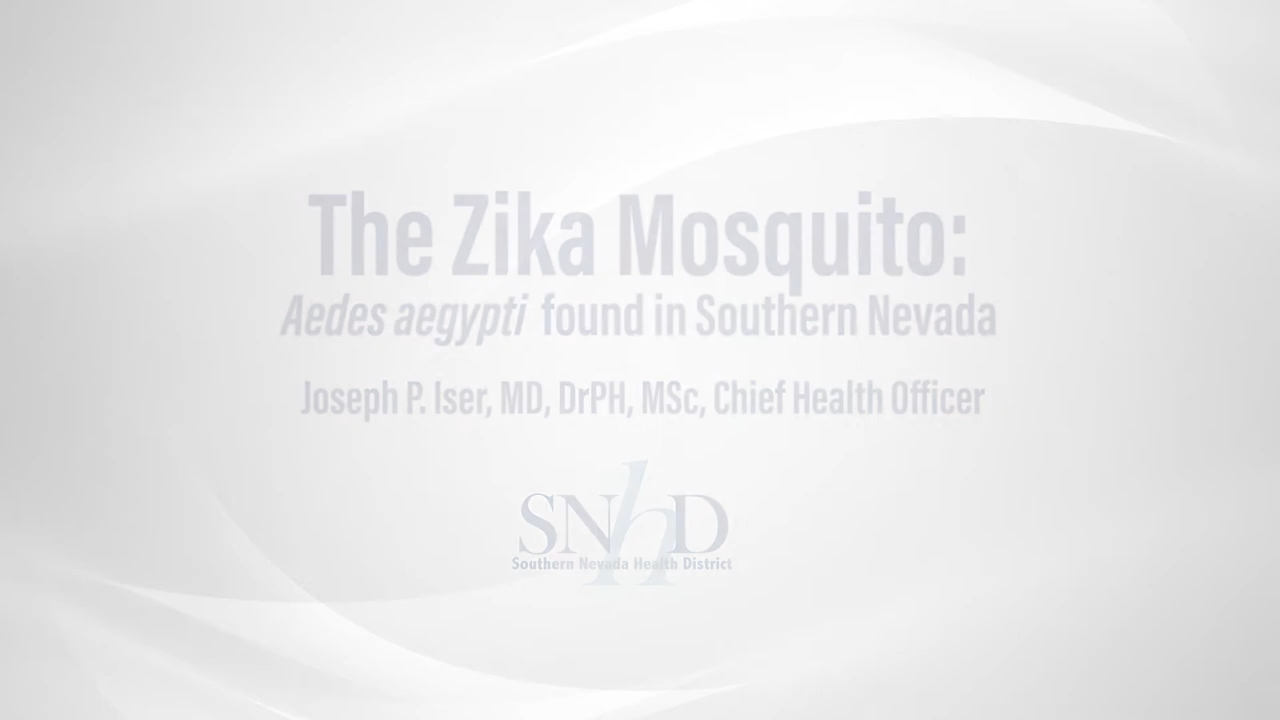 The Zika Mosquito:
Aedes aegypti found in Southern Nevada
Joseph P. Iser, MD, DrPH, MSc, Chief Health Officer
SNhD
Southern Nevada Health District